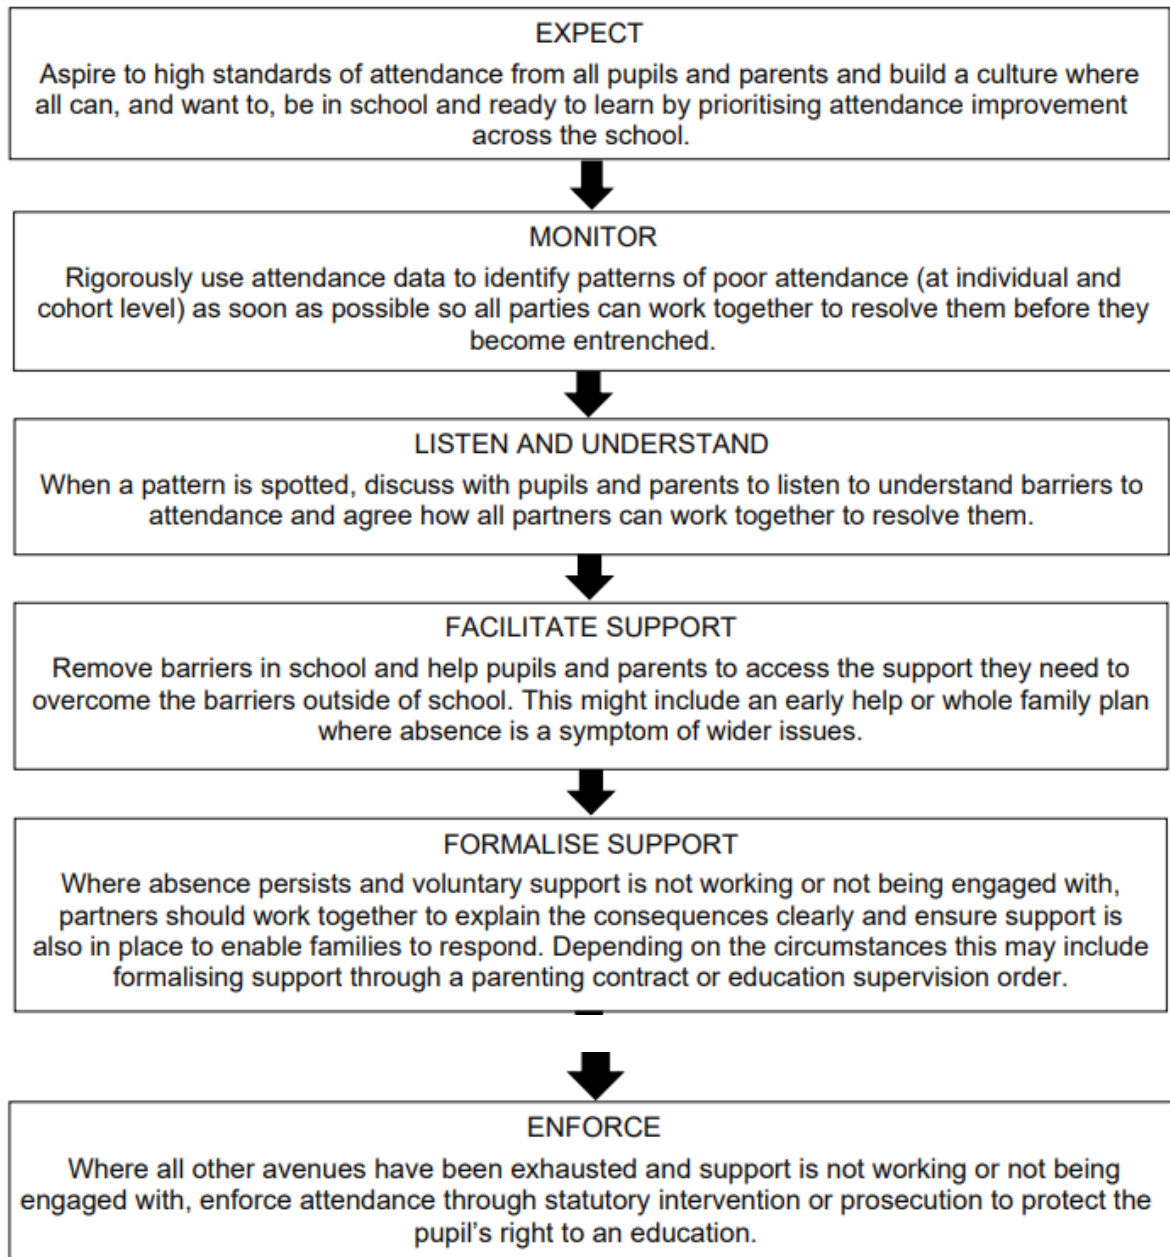 EXPECT
Aspire to high standards of attendance from all pupils and parents and build a culture where
all can, and want to, be in school and ready to learn by prioritising attendance improvement
across the school.
MONITOR
Rigorously use attendance data to identify patterns of poor attendance (at individual and
cohort level) as soon as possible so all parties can work together to resolve them before they
become entrenched.
LISTEN AND UNDERSTAND
When a pattern is spotted, discuss with pupils and parents to listen to understand barriers to
attendance and agree how all partners can work together to resolve them.
FACILITATE SUPPORT
Remove barriers in school and help pupils and parents to access the support they need to
overcome the barriers outside of school. This might include an early help or whole family plan
where absence is a symptom of wider issues.
FORMALISE SUPPORT
Where absence persists and voluntary support is not working or not being engaged with,
partners should work together to explain the consequences clearly and ensure support is
also in place to enable families to respond. Depending on the circumstances this may include
formalising support through a parenting contract or education supervision order.
ENFORCE
Where all other avenues have been exhausted and support is not working or not being
engaged with, enforce attendance through statutory intervention or prosecution to protect the
pupil's right to an education.